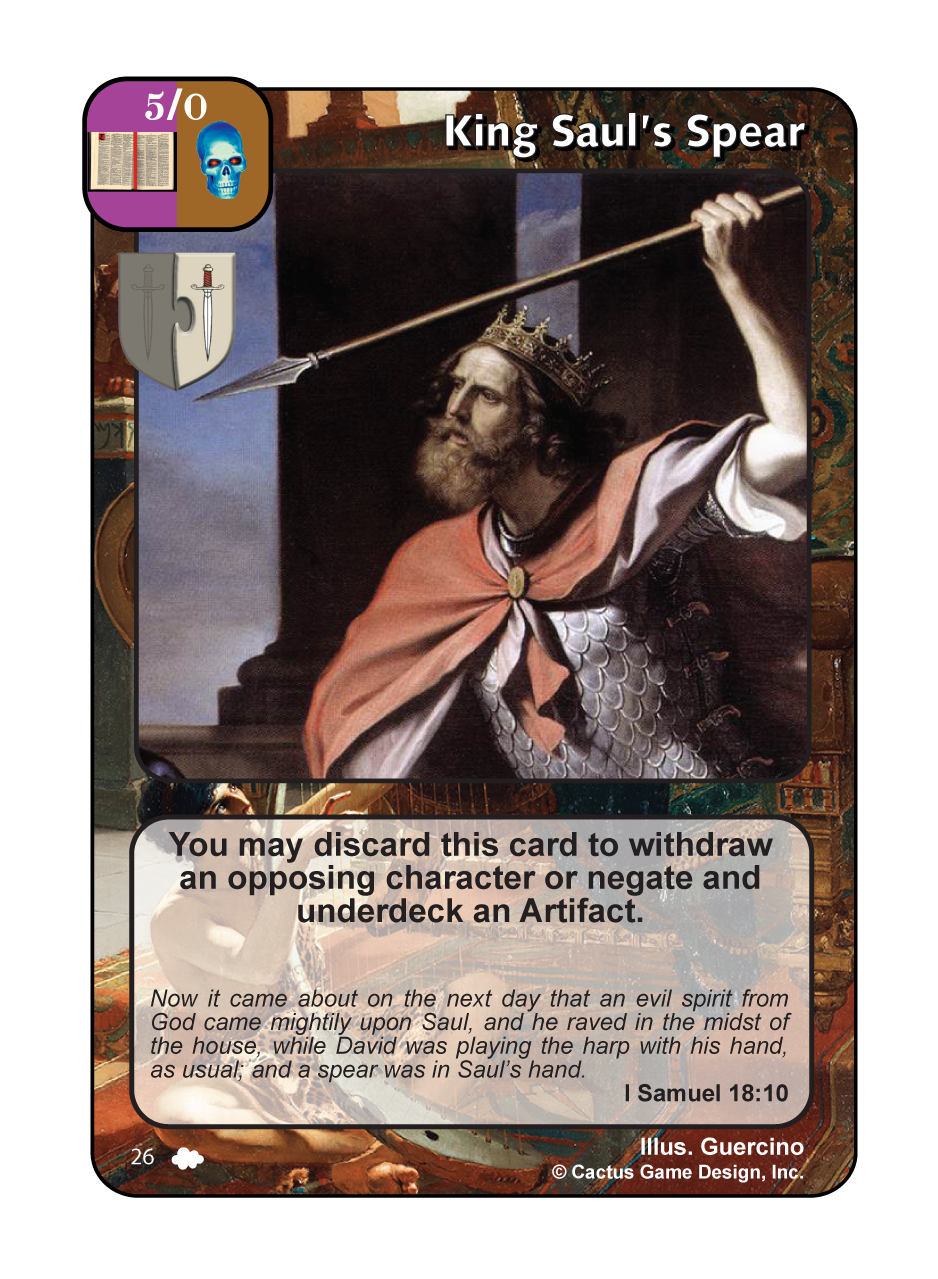 5/0
King Saul's Spear
You may discard this card to withdraw
an opposing character or negate and
underdeck an Artifact.
Now it came about on the next day that an evil spirit from
God came mightily upon Saul, and he raved in the midst of
the house, while David was playing the harp with his hand,
as usual; and a spear was in Saul's hand.
I Samuel 18:10
26
Illus. Guercino
© Cactus Game Design, Inc.